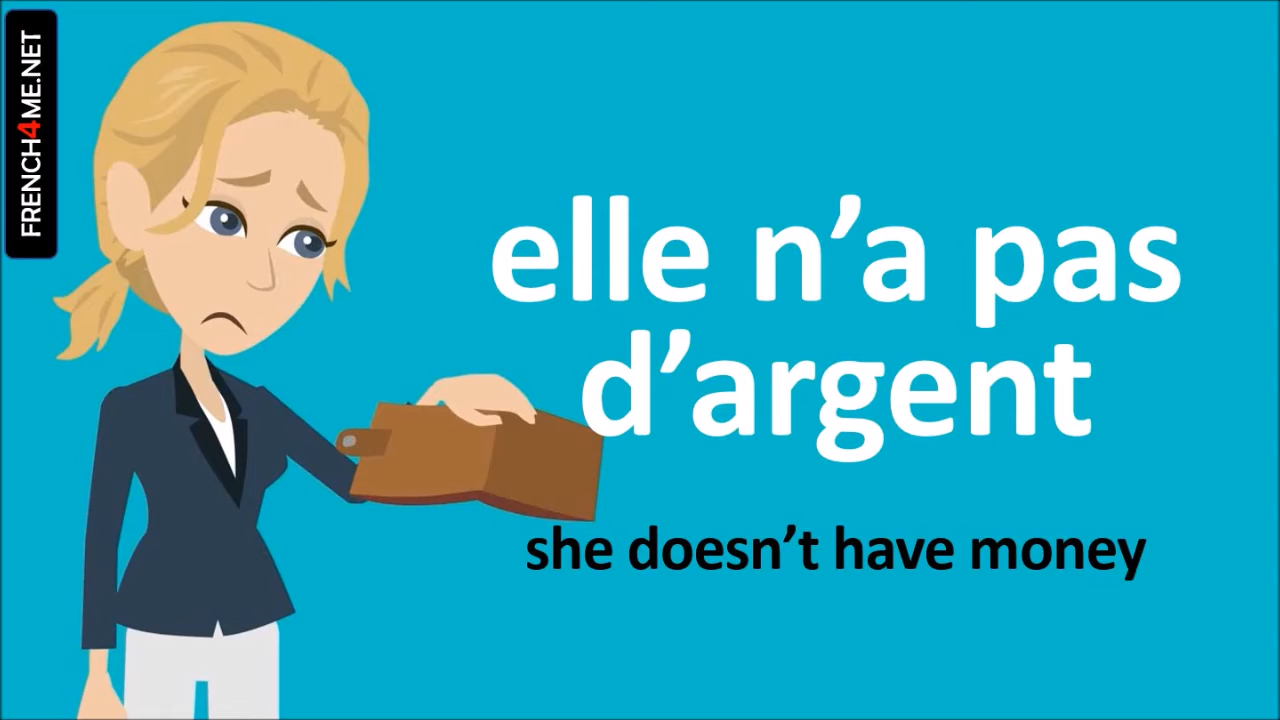 FRENCH4ME.NET
elle n’a pas
d’argent
she doesn’t have money